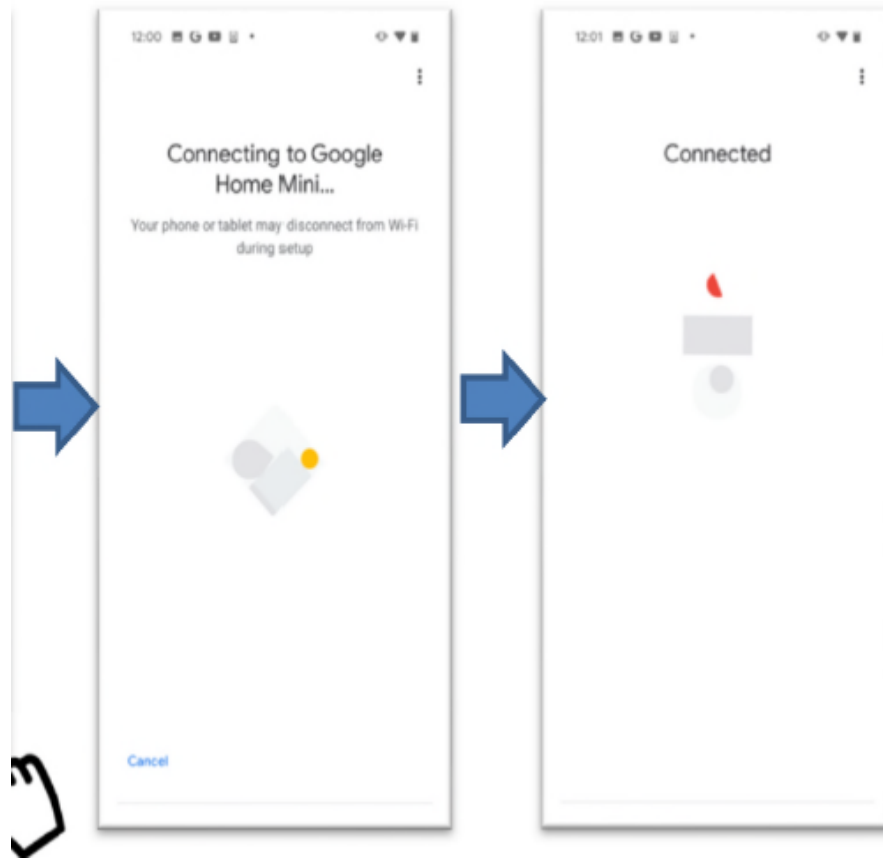 12:00
Connecting to Google
Home Mini...
Your phone or tablet may disconnect from Wi-Fi
during setup
Cancel
12:01
Connected